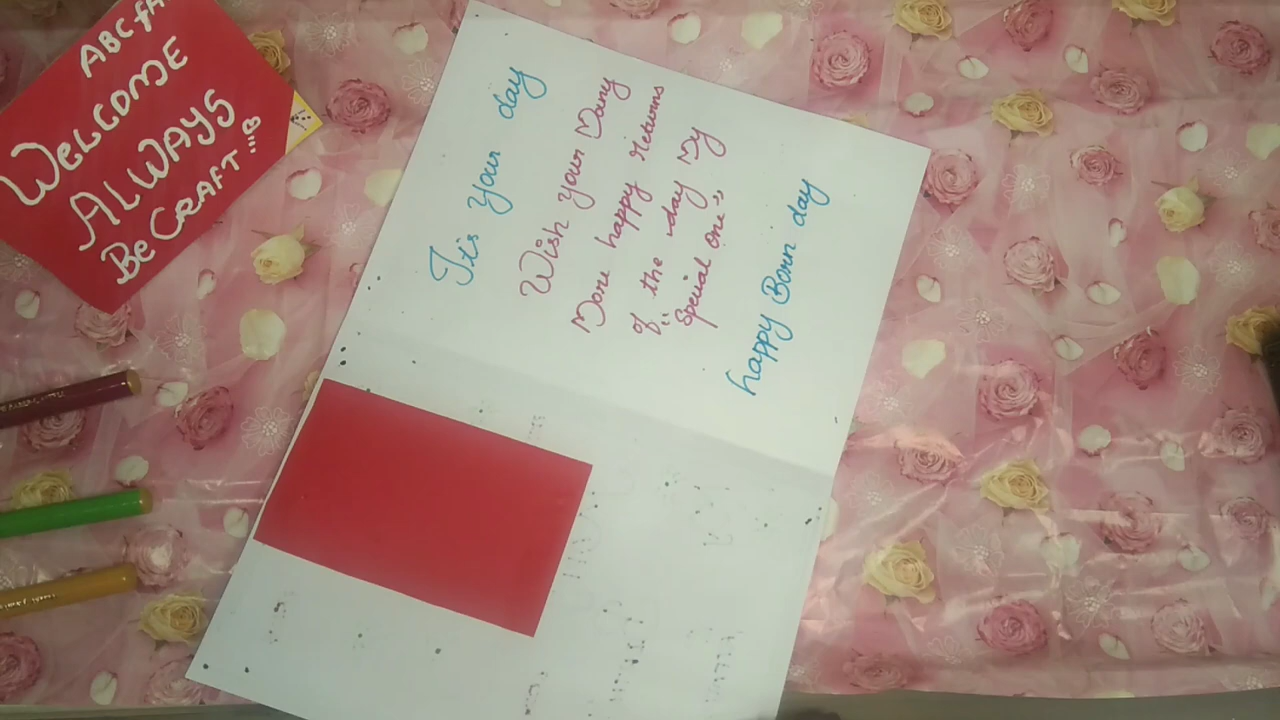 ABCFA
WELCOME
ALWAYS
BE CRAFT
It's your day
Wish your Many
More happy returns
of the day My
"Special one"
happy Born day